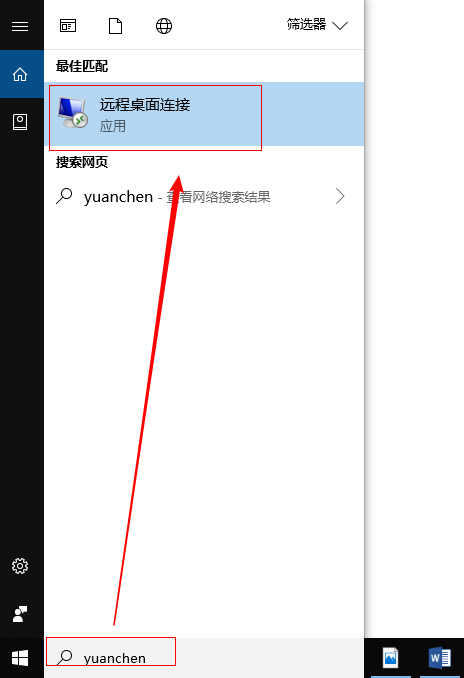 筛选器
最佳匹配
远程桌面连接
应用
搜索网页
yuanchen - 查看网络搜索结果
yuanchen